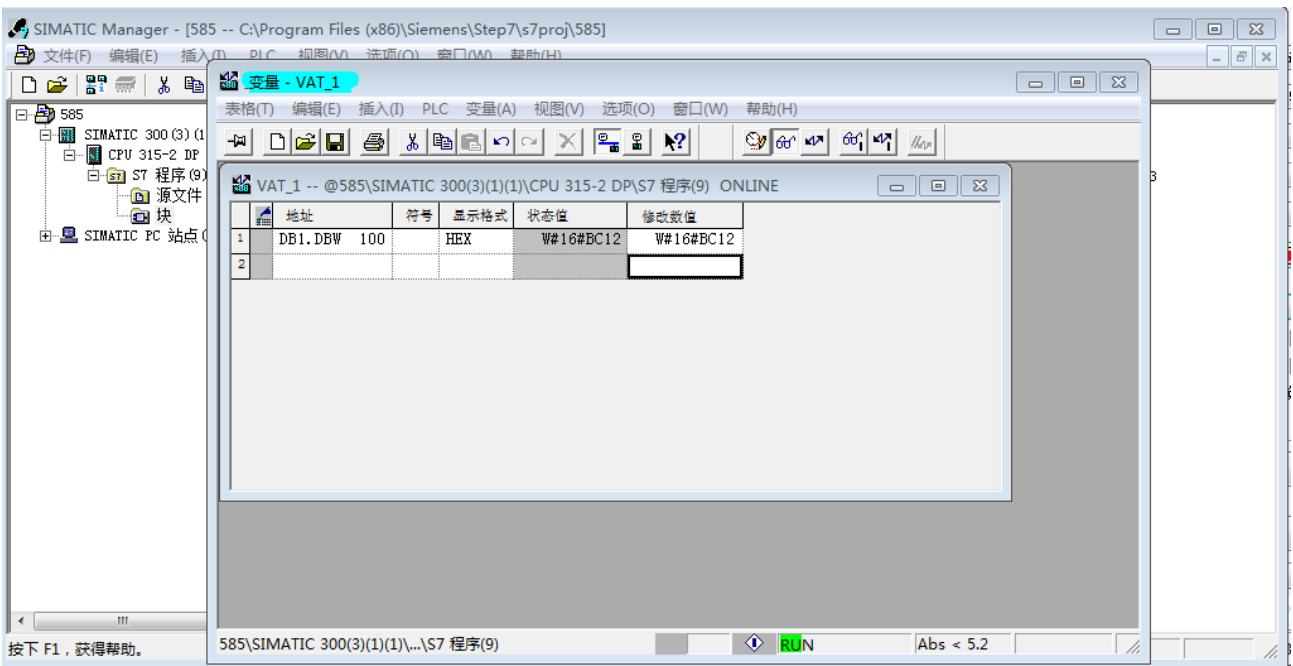 SIMATIC Manager - [585 -- C:\Program Files (x86)\Siemens\Step7\s7proj\585]
文件(F) 编辑(E) 插入(I) PLC 视图(V) 选项(O) 窗口(W) 帮助(H)
变量 - VAT_1
表格(T) 编辑(E) 插入(I) PLC 变量(A) 视图(V) 选项(O) 窗口(W) 帮助(H)
585
SIMATIC 300(3)(1
CPU 315-2 DP
S7 程序(9)
源文件
块
SIMATIC PC 站点(
VAT_1 -- @585\SIMATIC 300(3)(1)(1)\CPU 315-2 DP\S7 程序(9) ONLINE
地址 符号 显示格式 状态值 修改数值
1 DB1.DBW 100 HEX W#16#BC12 W#16#BC12
2
3
585\SIMATIC 300(3)(1)(1)\...\S7 程序(9) RUN Abs < 5.2
按下 F1，获得帮助。